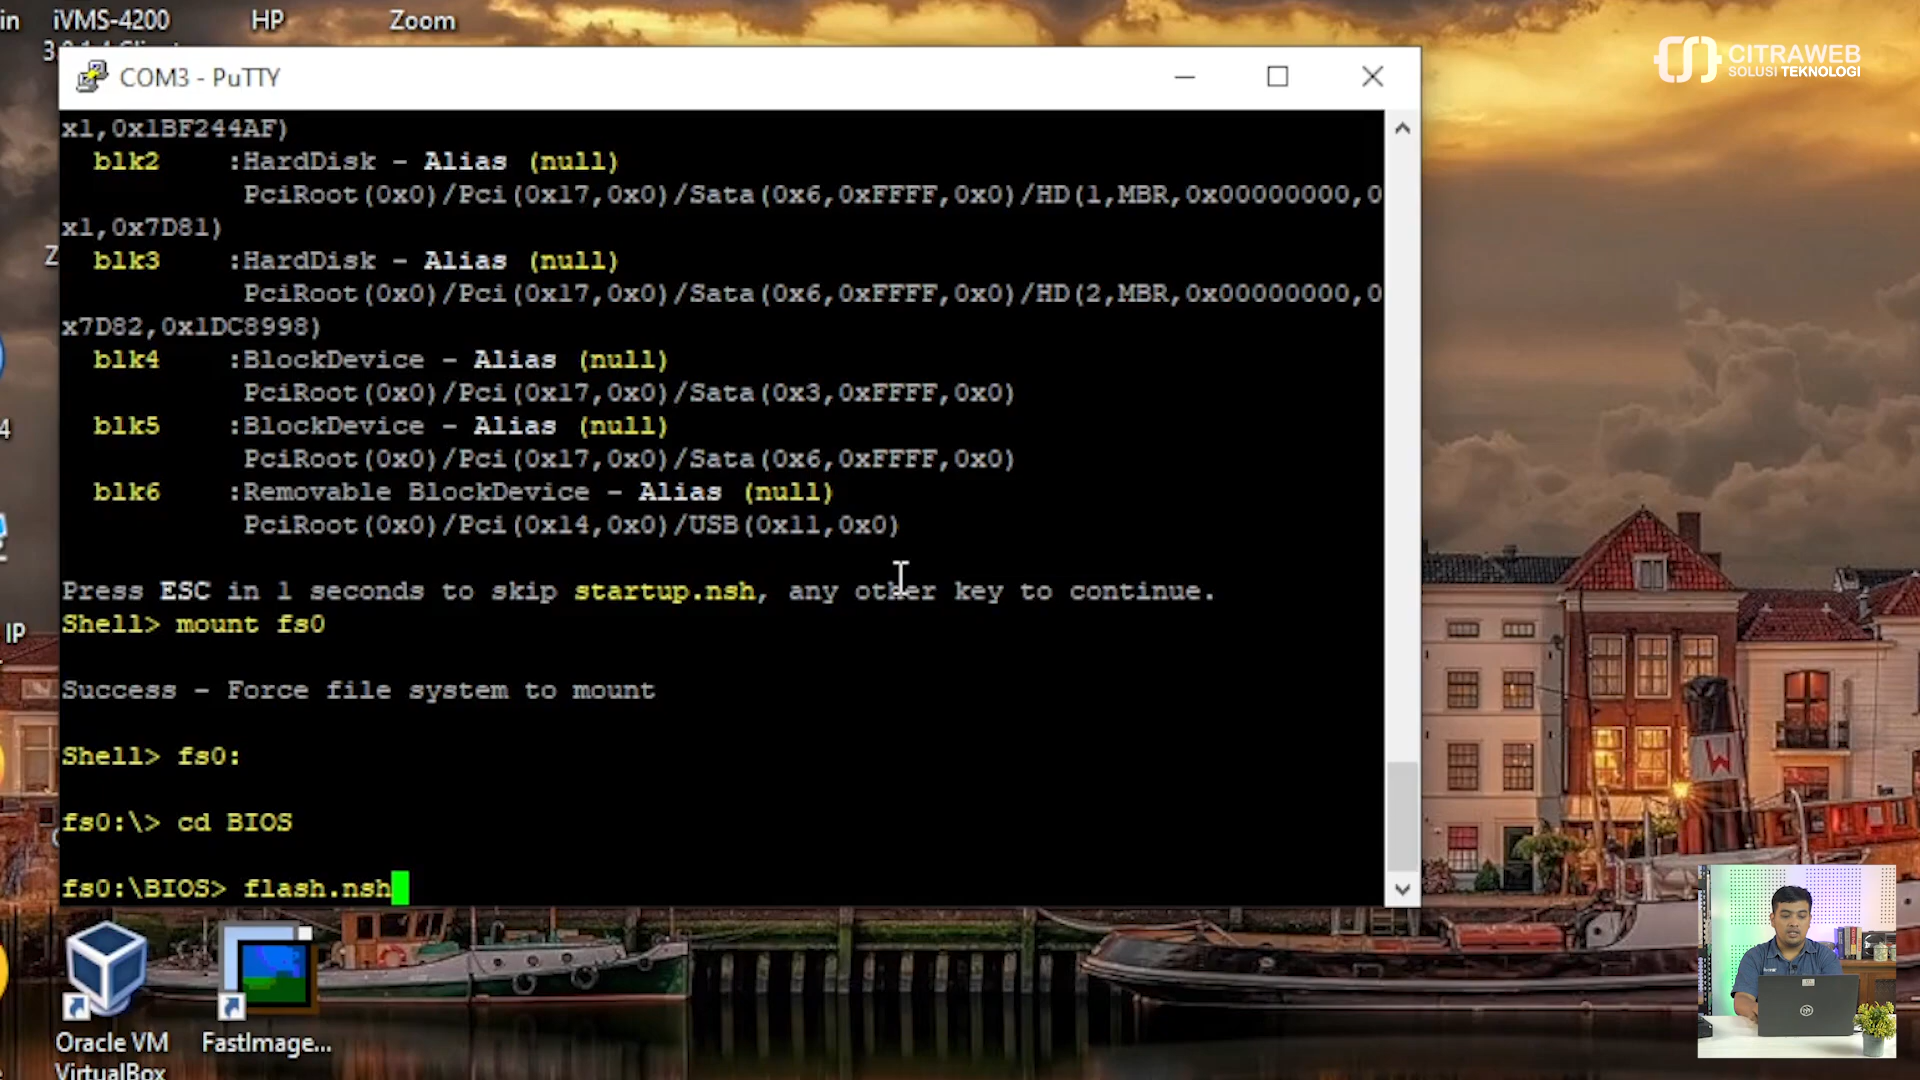 in
iVMS-4200
HP
Zoom
CITRAWEB
SOLUSI TEKNOLOGI
COM3 - PuTTY
x1,0x1BF244AF)
blk2 :HardDisk - Alias (null)
PciRoot(0x0)/Pci(0x17,0x0)/Sata(0x6,0xFFFF,0x0)/HD(1,MBR,0x00000000,0
x1,0x7D81)
blk3 :HardDisk - Alias (null)
PciRoot(0x0)/Pci(0x17,0x0)/Sata(0x6,0xFFFF,0x0)/HD(2,MBR,0x00000000,0
x7D82,0x1DC8998)
blk4 :BlockDevice - Alias (null)
PciRoot(0x0)/Pci(0x17,0x0)/Sata(0x3,0xFFFF,0x0)
blk5 :BlockDevice - Alias (null)
PciRoot(0x0)/Pci(0x17,0x0)/Sata(0x6,0xFFFF,0x0)
blk6 :Removable BlockDevice - Alias (null)
PciRoot(0x0)/Pci(0x14,0x0)/USB(0x11,0x0)
Press ESC in 1 seconds to skip startup.nsh, any other key to continue.
Shell> mount fs0
Success - Force file system to mount
Shell> fs0:
fs0:\> cd BIOS
fs0:\BIOS> flash.nsh
Z
4
IP
W
Oracle VM
VirtualBox
FastImage...